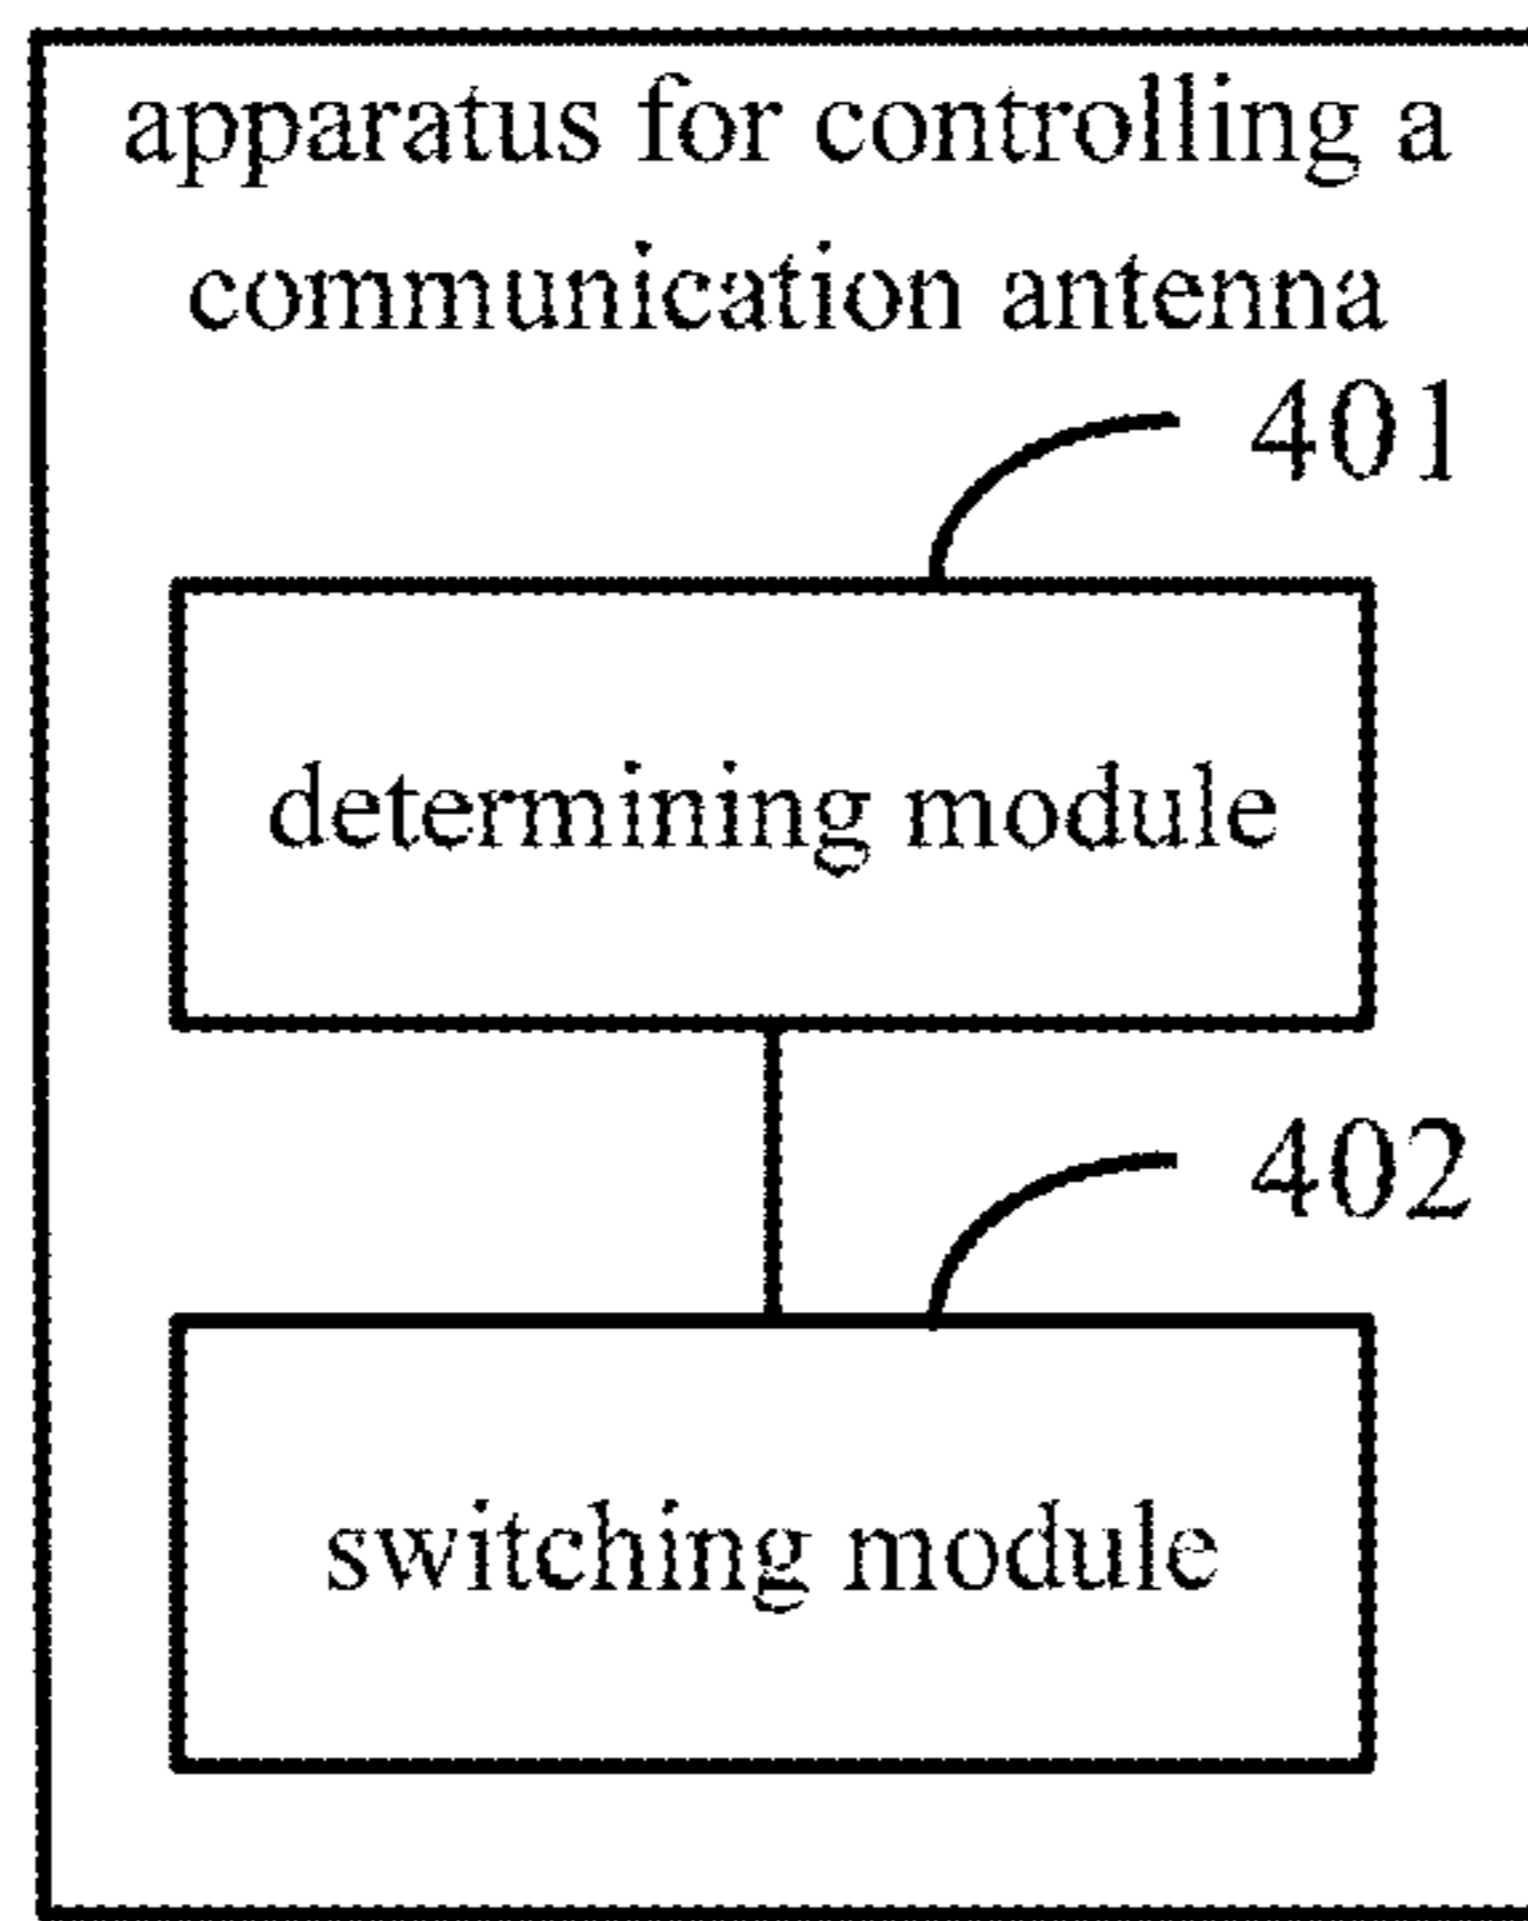 apparatus for controlling a
communication antenna
401
determining module
402
switching module